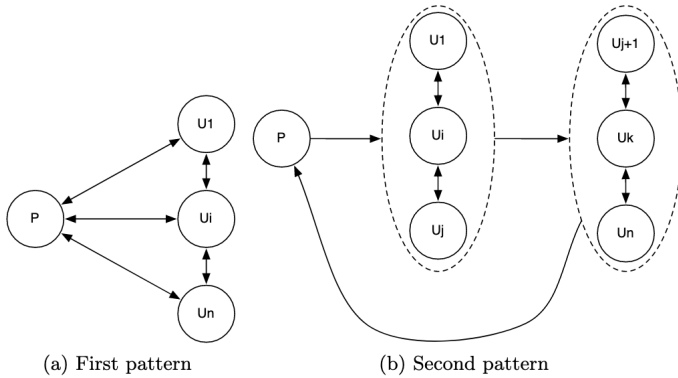 U1
P
Ui
Un
(a) First pattern
P
U1
Ui
Uj
Uj+1
Uk
Un
(b) Second pattern